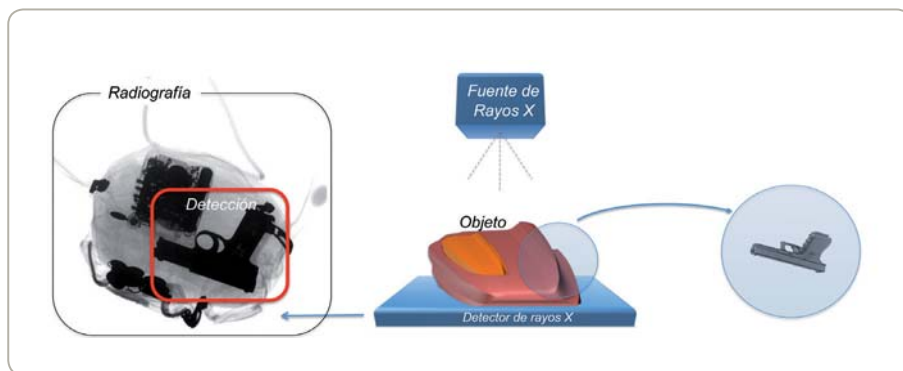 Radiografía
Detección
Fuente de
Rayos X
Objeto
Detector de rayos X